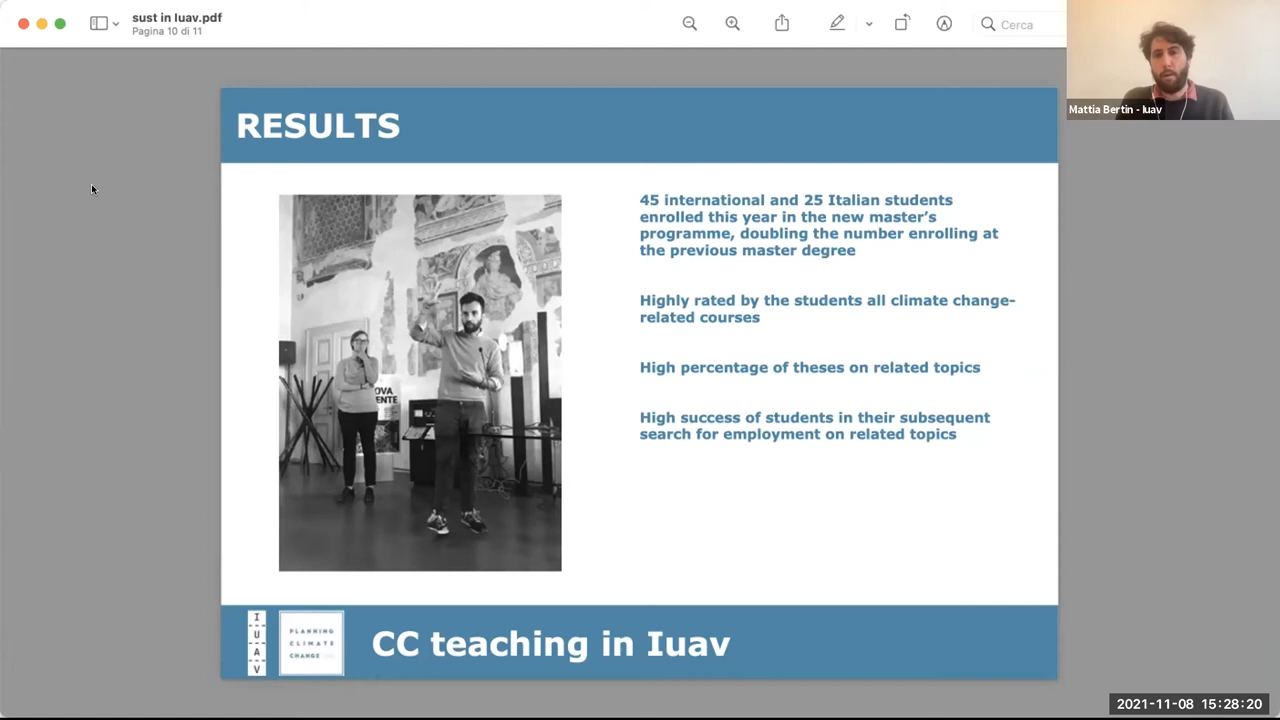 sust in Iuav.pdf
Pagina 10 di 11
Cerca
Mattia Bertin - Iuav
RESULTS
45 international and 25 Italian students
enrolled this year in the new master’s
programme, doubling the number enrolling at
the previous master degree
Highly rated by the students all climate change-
related courses
High percentage of theses on related topics
High success of students in their subsequent
search for employment on related topics
OVA
ENTE
I
U
A
V
PLANNING
CLIMATE
CHANGE
CC teaching in Iuav
2021-11-08 15:28:20